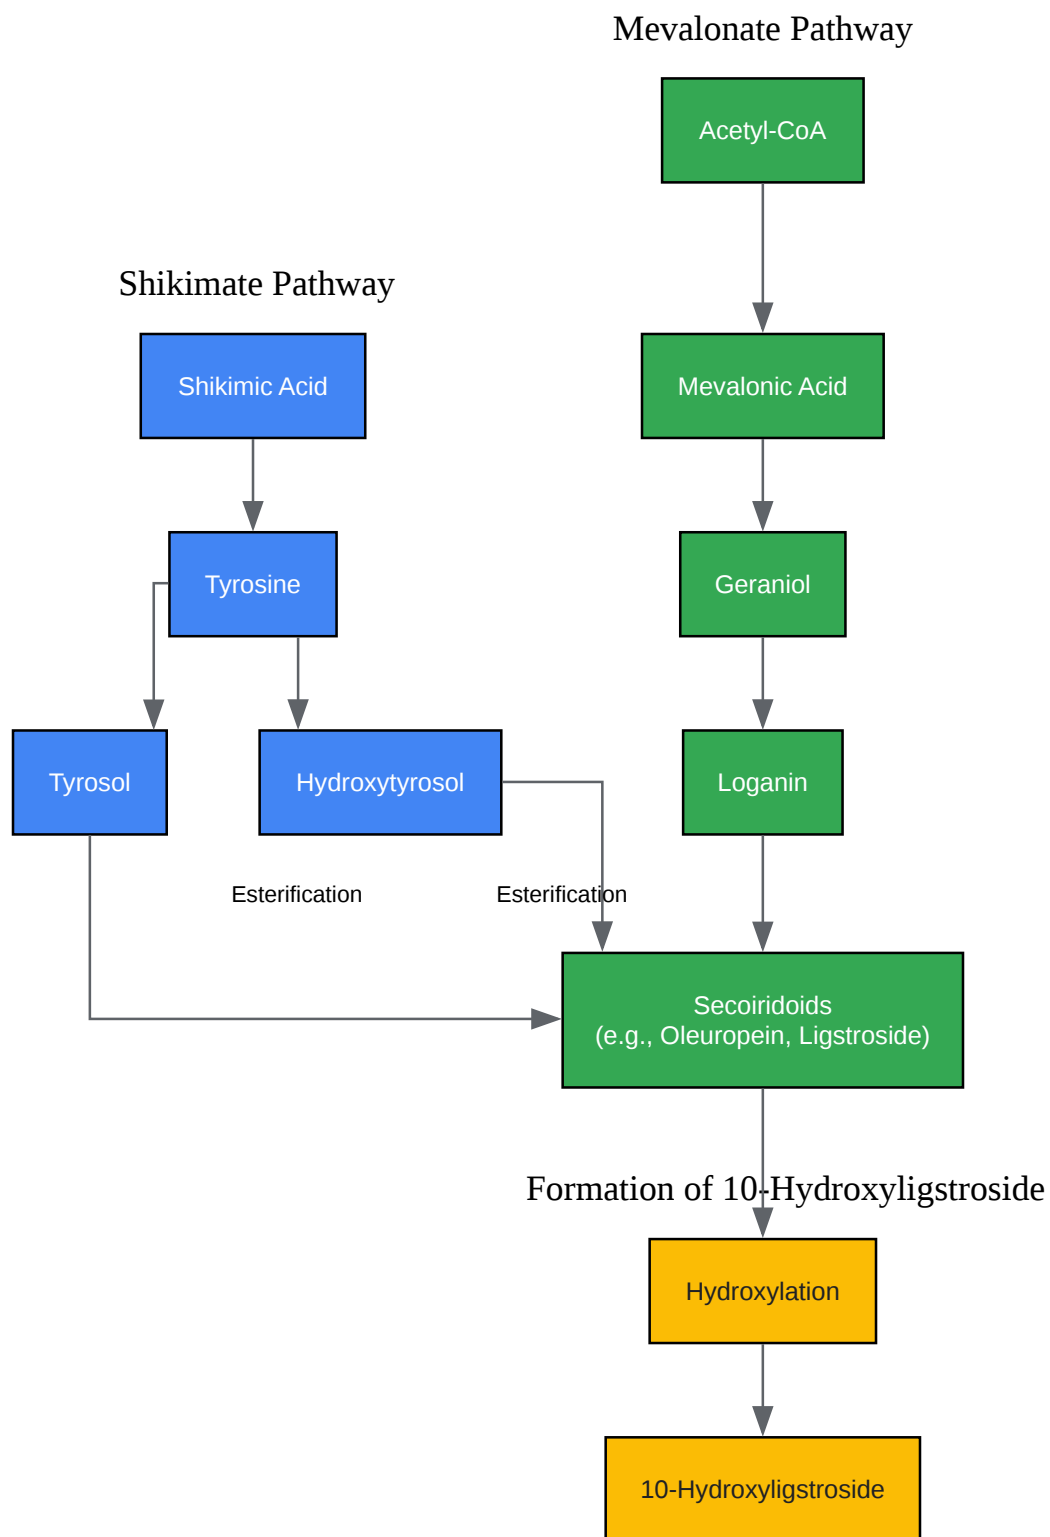 Mevalonate Pathway
Acetyl-CoA
Shikimate Pathway
Shikimic Acid
Mevalonic Acid
Tyrosine
Geraniol
Tyrosol
Hydroxytyrosol
Loganin
Esterification
Esterification
Secoiridoids
(e.g., Oleuropein, Ligstroside)
Formation of 10-Hydroxyligstroside
Hydroxylation
10-Hydroxyligstroside